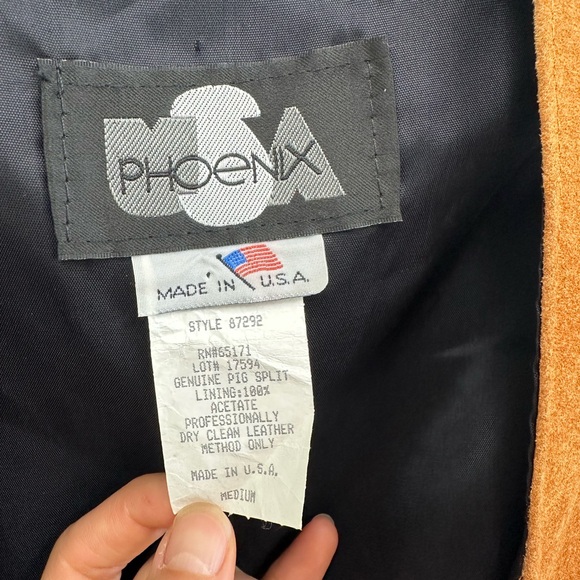 USA
PHOENIX
MADE IN U.S.A.
STYLE 87292
RN#65171
LOT# 17594
GENUINE PIG SPLIT
LINING:100%
ACETATE
PROFESSIONALLY
DRY CLEAN LEATHER
METHOD ONLY
MADE IN U.S.A.
MEDIUM